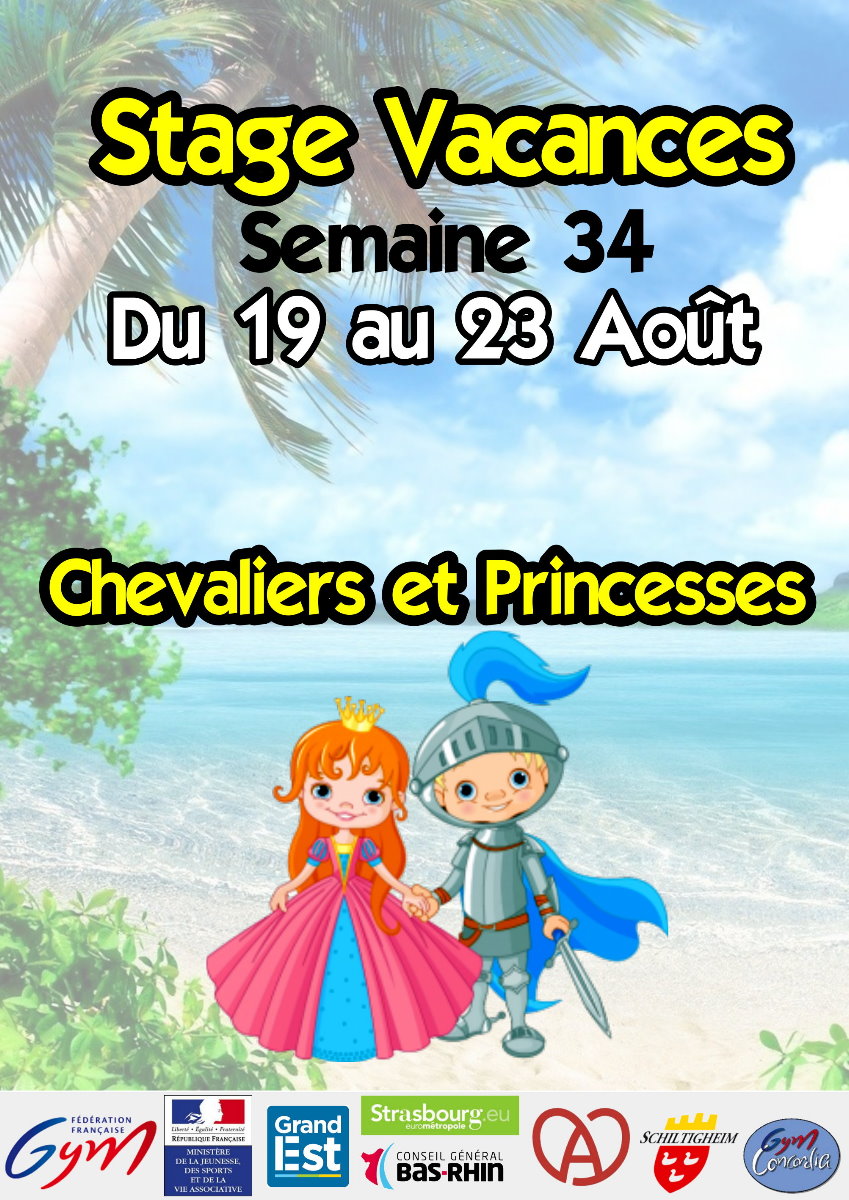 Stage Vacances
Semaine 34
Du 19 au 23 Août
Chevaliers et Princesses
FÉDÉRATION
FRANÇAISE
Gym
Liberté • Égalité • Fraternité
RÉPUBLIQUE FRANÇAISE
MINISTÈRE
DE LA JEUNESSE,
DES SPORTS
ET DE LA
VIE ASSOCIATIVE
Grand
Est
Strasbourg.eu
eurométropole
CONSEIL GÉNÉRAL
BAS-RHIN
A
SCHILTIGHEIM
Gym
Concordia